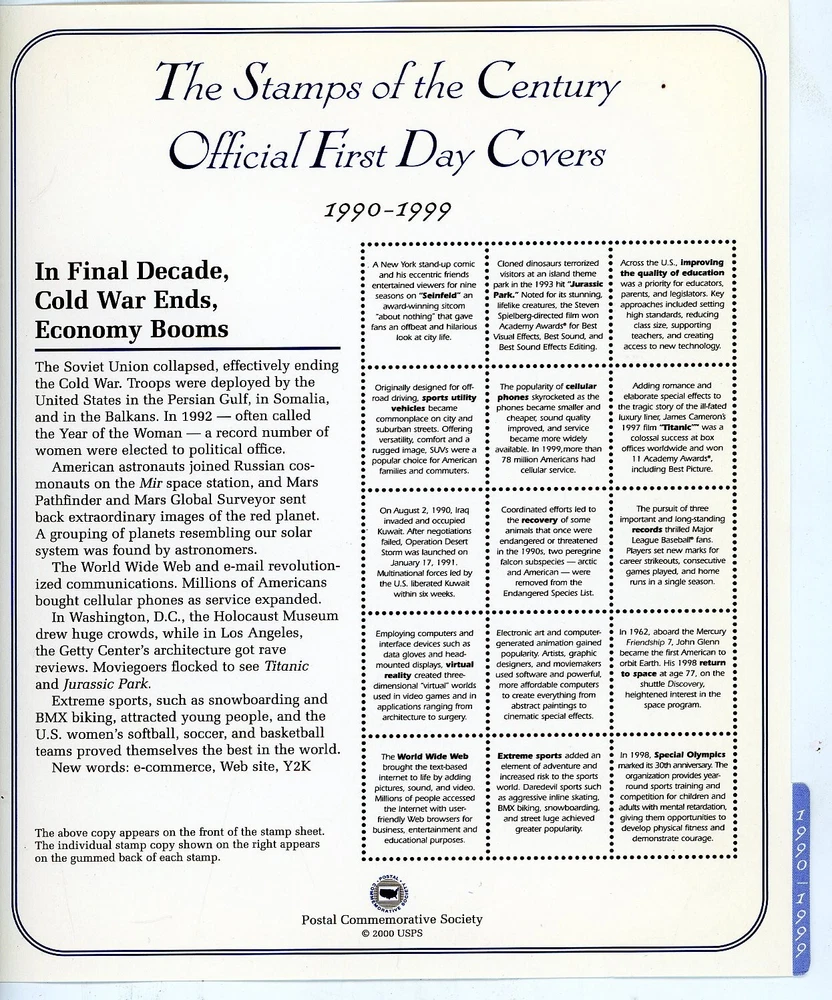 The Stamps of the Century
Official First Day Covers
1990-1999
In Final Decade,
Cold War Ends,
Economy Booms
The Soviet Union collapsed, effectively ending
the Cold War. Troops were deployed by the
United States in the Persian Gulf, in Somalia,
and in the Balkans. In 1992 — often called
the Year of the Woman — a record number of
women were elected to political office.
American astronauts joined Russian cos-
monauts on the Mir space station, and Mars
Pathfinder and Mars Global Surveyor sent
back extraordinary images of the red planet.
A grouping of planets resembling our solar
system was found by astronomers.
The World Wide Web and e-mail revolution-
ized communications. Millions of Americans
bought cellular phones as service expanded.
In Washington, D.C., the Holocaust Museum
drew huge crowds, while in Los Angeles,
the Getty Center's architecture got rave
reviews. Moviegoers flocked to see Titanic
and Jurassic Park.
Extreme sports, such as snowboarding and
BMX biking, attracted young people, and the
U.S. women's softball, soccer, and basketball
teams proved themselves the best in the world.
New words: e-commerce, Web site, Y2K
The above copy appears on the front of the stamp sheet.
The individual stamp copy shown on the right appears
on the gummed back of each stamp.
A New York stand-up comic
and his eccentric friends
entertained viewers for nine
seasons on "Seinfeld" an
award-winning sitcom
"about nothing" that gave
fans an offbeat and hilarious
look at city life.
Cloned dinosaurs terrorized
visitors at an island theme
park in the 1993 hit "Jurassic
Park." Noted for its stunning,
lifelike creatures, the Steven
Spielberg-directed film won
Academy Awards® for Best
Visual Effects, Best Sound, and
Best Sound Effects Editing.
Across the U.S., improving
the quality of education
was a priority for educators,
parents, and legislators. Key
approaches included setting
high standards, reducing
class size, supporting
teachers, and creating
access to new technology.
Originally designed for off-
road driving, sports utility
vehicles became
commonplace on city and
suburban streets. Offering
versatility, comfort and a
rugged image, SUVs were a
popular choice for American
families and commuters.
The popularity of cellular
phones skyrocketed as the
phones became smaller and
cheaper, sound quality
improved, and service
became more widely
available. In 1999,more than
78 million Americans had
cellular service.
Adding romance and
elaborate special effects to
the tragic story of the ill-fated
luxury liner, James Cameron's
1997 film "Titanic™" was a
colossal success at box
offices worldwide and won
11 Academy Awards®,
including Best Picture.
On August 2, 1990, Iraq
invaded and occupied
Kuwait. After negotiations
failed, Operation Desert
Storm was launched on
January 17, 1991.
Multinational forces led by
the U.S. liberated Kuwait
within six weeks.
Coordinated efforts led to
the recovery of some
animals that once were
endangered or threatened
in the 1990s, two peregrine
falcon subspecies — arctic
and American — were
removed from the
Endangered Species List.
The pursuit of three
important and long-standing
records thrilled Major
League Baseball® fans.
Players set new marks for
career strikeouts, consecutive
games played, and home
runs in a single season.
Employing computers and
interface devices such as
data gloves and head-
mounted displays, virtual
reality created three-
dimensional "virtual" worlds
used in video games and in
applications ranging from
architecture to surgery.
Electronic art and computer-
generated animation gained
popularity. Artists, graphic
designers, and moviemakers
used software and powerful,
more affordable computers
to create everything from
abstract paintings to
cinematic special effects.
In 1962, aboard the Mercury
Friendship 7, John Glenn
became the first American to
orbit Earth. His 1998 return
to space at age 77, on the
shuttle Discovery,
heightened interest in the
space program.
The World Wide Web
brought the text-based
internet to life by adding
pictures, sound, and video.
Millions of people accessed
the Internet with user-
friendly Web browsers for
business, entertainment and
educational purposes.
Extreme sports added an
element of adventure and
increased risk to the sports
world. Daredevil sports such
as aggressive inline skating,
BMX biking, snowboarding,
and street luge achieved
greater popularity.
In 1998, Special Olympics
marked its 30th anniversary. The
organization provides year-
round sports training and
competition for children and
adults with mental retardation,
giving them opportunities to
develop physical fitness and
demonstrate courage.
POSTAL COMMEMORATIVE SOCIETY
Postal Commemorative Society
© 2000 USPS
1990-1999